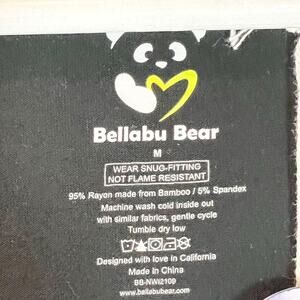 Bellabu Bear
M
WEAR SNUG-FITTING
NOT FLAME RESISTANT
95% Rayon made from Bamboo / 5% Spandex
Machine wash cold inside out
with similar fabrics, gentle cycle
Tumble dry low
Designed with love in California
Made in China
BB-NWI2109
www.bellabubear.com